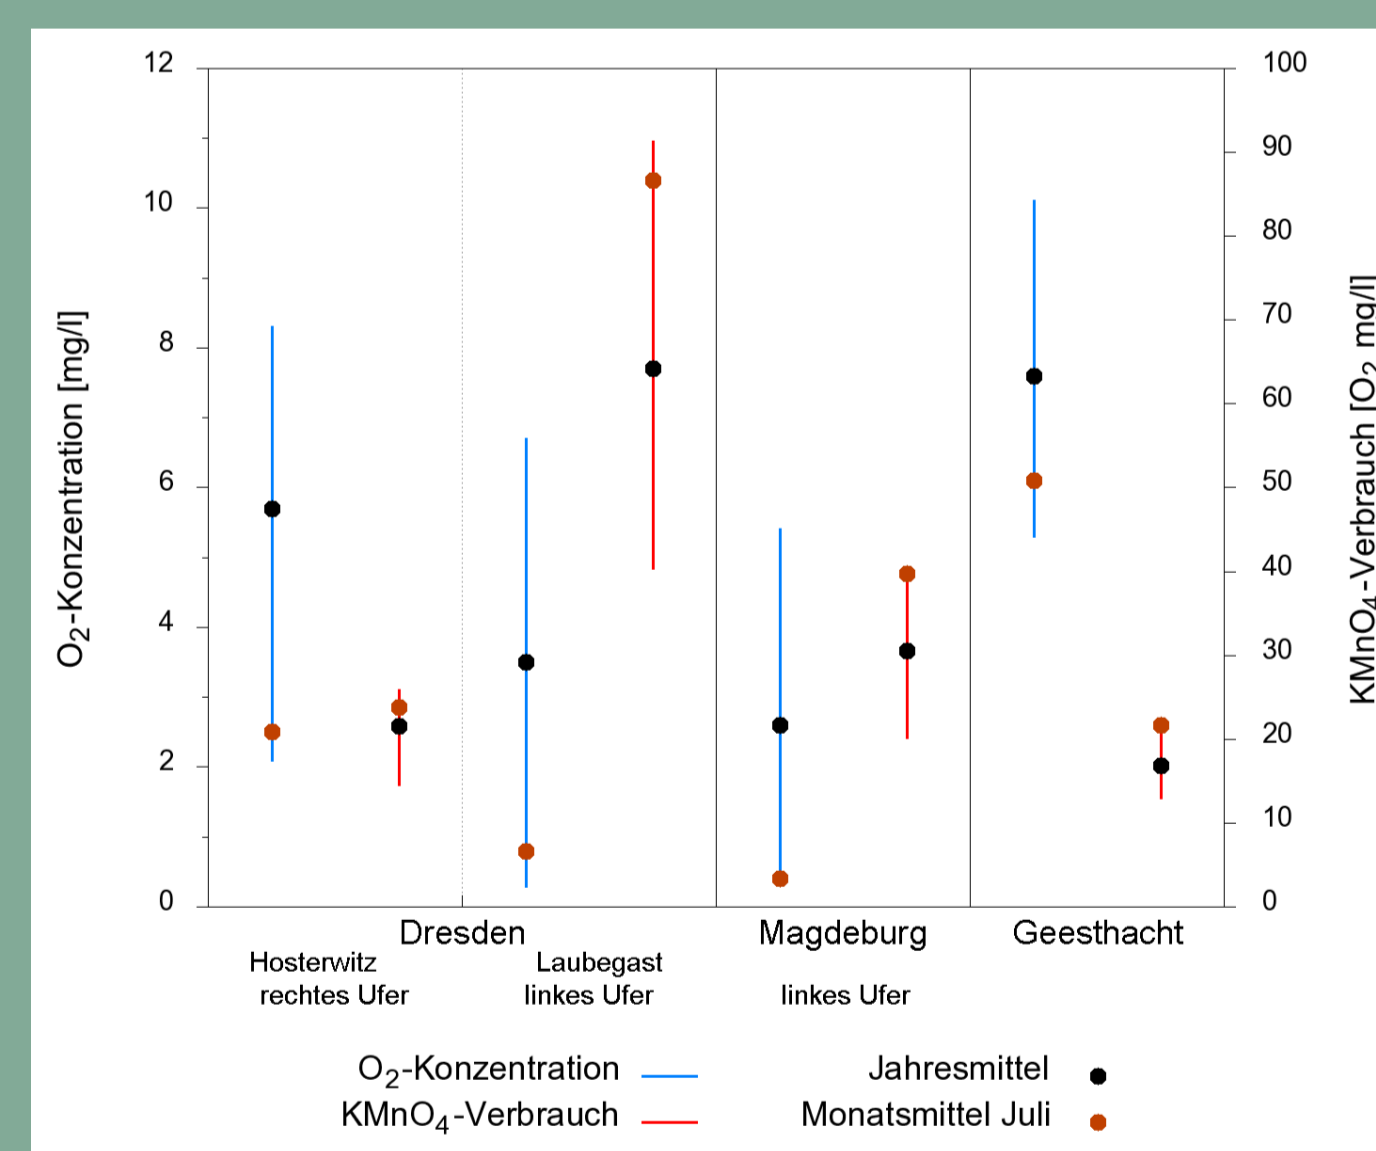 12
10
8
6
4
2
0
O2-Konzentration [mg/l]
100
90
80
70
60
50
40
30
20
10
0
KMnO4-Verbrauch [O2 mg/l]
Dresden Magdeburg Geesthacht
Hosterwitz Laubegast
rechtes Ufer linkes Ufer linkes Ufer
O2-Konzentration Jahresmittel
KMnO4-Verbrauch Monatsmittel Juli